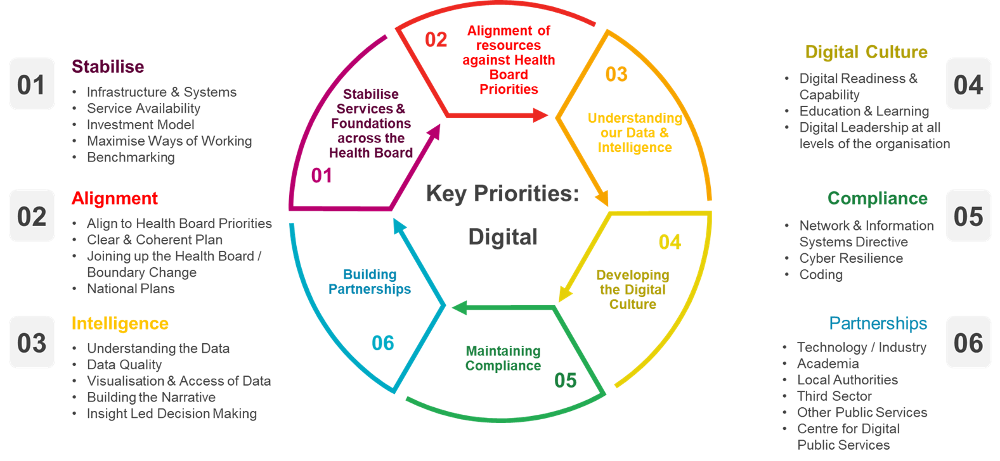 01
Stabilise
• Infrastructure & Systems
• Service Availability
• Investment Model
• Maximise Ways of Working
• Benchmarking
02
Alignment
• Align to Health Board Priorities
• Clear & Coherent Plan
• Joining up the Health Board /
Boundary Change
• National Plans
03
Intelligence
• Understanding the Data
• Data Quality
• Visualisation & Access of Data
• Building the Narrative
• Insight Led Decision Making
Stabilise
Services &
Foundations
across the
Health Board
01
02
Alignment of
resources
against Health
Board
Priorities
03
Understanding
our Data &
Intelligence
Key Priorities:
Digital
04
Developing
the Digital
Culture
Maintaining
Compliance
05
Building
Partnerships
06
Digital Culture
04
• Digital Readiness &
Capability
• Education & Learning
• Digital Leadership at all
levels of the organisation
Compliance
05
• Network & Information
Systems Directive
• Cyber Resilience
• Coding
Partnerships
06
• Technology / Industry
• Academia
• Local Authorities
• Third Sector
• Other Public Services
• Centre for Digital
Public Services